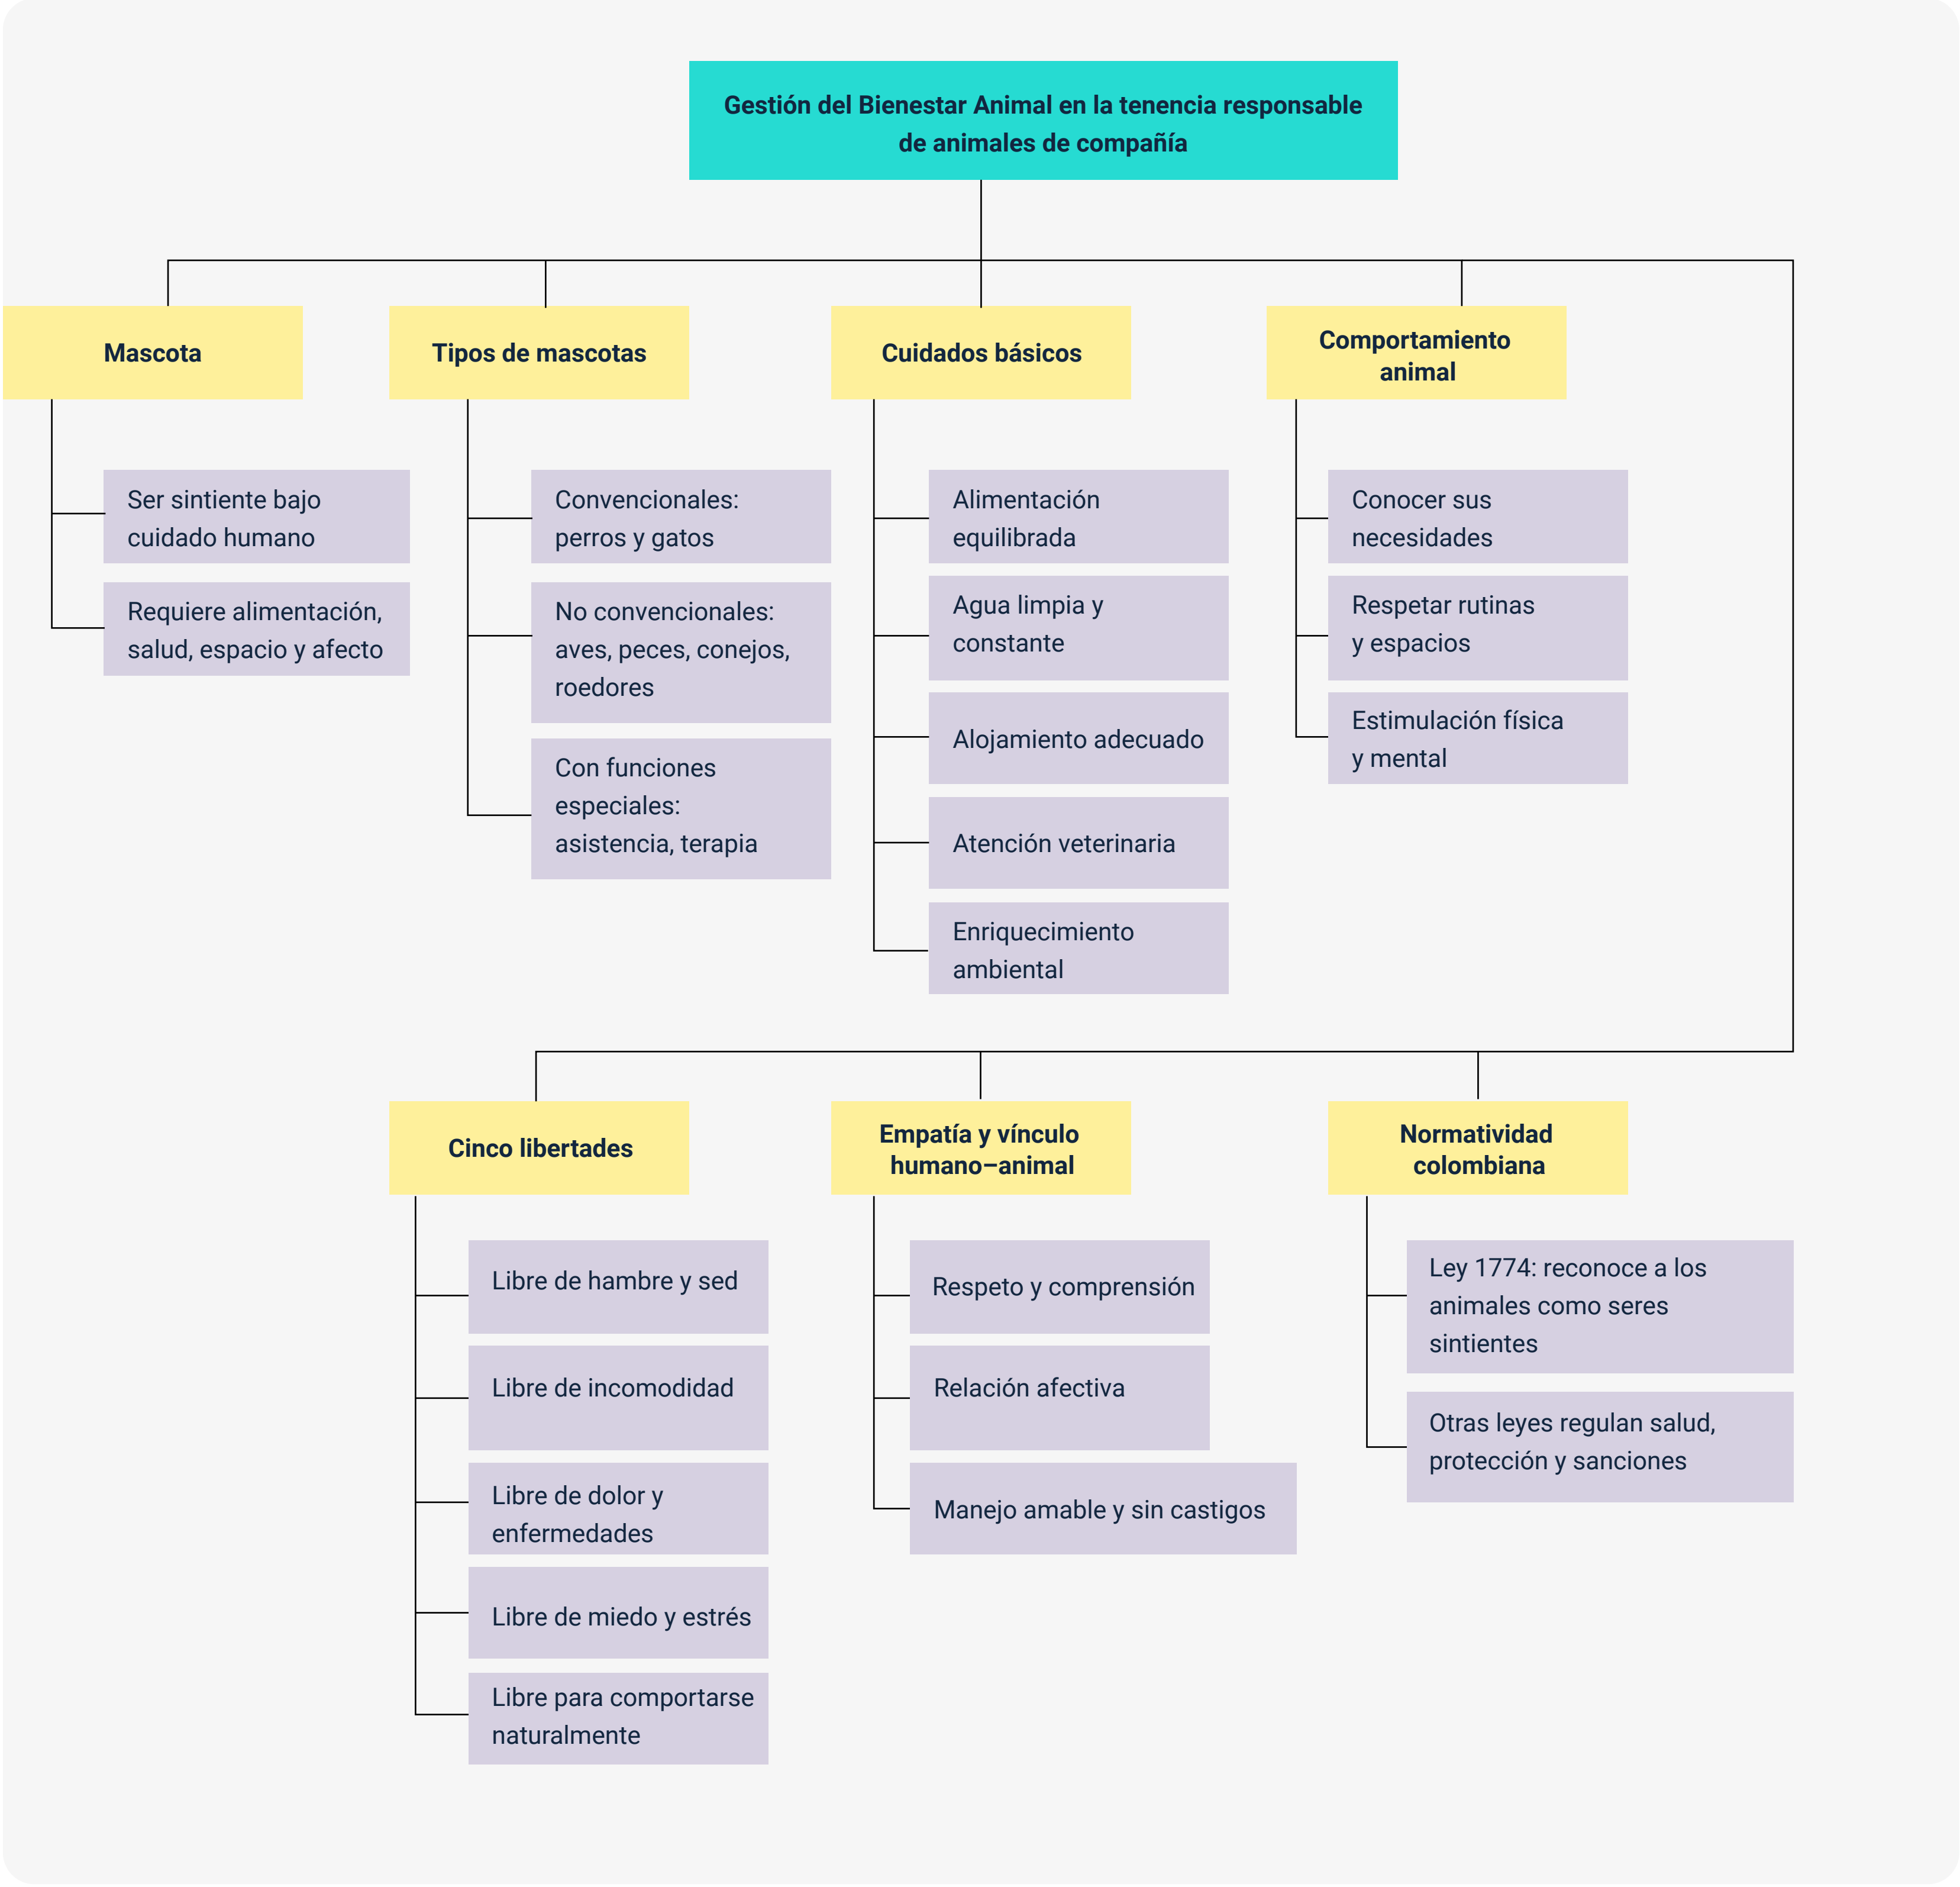 Gestión del Bienestar Animal en la tenencia responsable
de animales de compañía
Mascota
Ser sintiente bajo
cuidado humano
Requiere alimentación,
salud, espacio y afecto
Tipos de mascotas
Convencionales:
perros y gatos
No convencionales:
aves, peces, conejos,
roedores
Con funciones
especiales:
asistencia, terapia
Cuidados básicos
Alimentación
equilibrada
Agua limpia y
constante
Alojamiento adecuado
Atención veterinaria
Enriquecimiento
ambiental
Comportamiento
animal
Conocer sus
necesidades
Respetar rutinas
y espacios
Estimulación física
y mental
Cinco libertades
Libre de hambre y sed
Libre de incomodidad
Libre de dolor y
enfermedades
Libre de miedo y estrés
Libre para comportarse
naturalmente
Empatía y vínculo
humano–animal
Respeto y comprensión
Relación afectiva
Manejo amable y sin castigos
Normatividad
colombiana
Ley 1774: reconoce a los
animales como seres
sintientes
Otras leyes regulan salud,
protección y sanciones